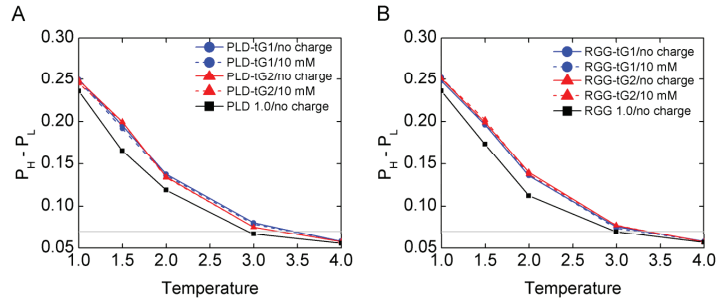 A
0.30
0.25
0.20
0.15
0.10
0.05
P_H - P_L
PLD-tG1/no charge
PLD-tG1/10 mM
PLD-tG2/no charge
PLD-tG2/10 mM
PLD 1.0/no charge
1.0 1.5 2.0 2.5 3.0 3.5 4.0
Temperature
B
0.30
0.25
0.20
0.15
0.10
0.05
P_H - P_L
RGG-tG1/no charge
RGG-tG1/10 mM
RGG-tG2/no charge
RGG-tG2/10 mM
RGG 1.0/no charge
1.0 1.5 2.0 2.5 3.0 3.5 4.0
Temperature